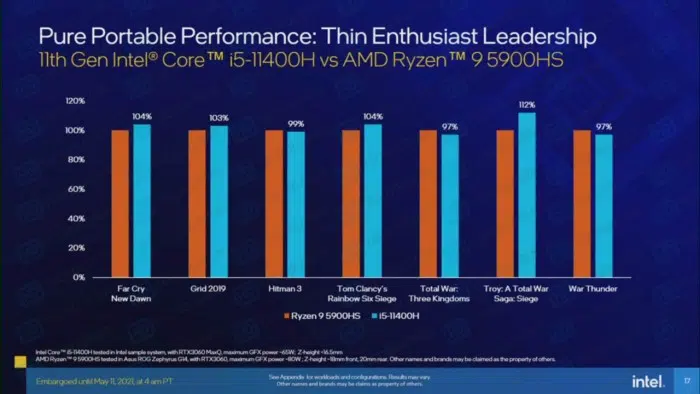 Pure Portable Performance: Thin Enthusiast Leadership
11th Gen Intel® Core™ i5-11400H vs AMD Ryzen™ 9 5900HS
120%
100%
80%
60%
40%
20%
0%
104%
103%
99%
104%
97%
112%
97%
Far Cry
New Dawn
Grid 2019
Hitman 3
Tom Clancy's
Rainbow Six Siege
Total War:
Three Kingdoms
Troy: A Total War
Saga: Siege
War Thunder
Ryzen 9 5900HS
i5-11400H
intel.
Intel Core™ i5-11400H tested in Intel sample system, with RTX3060 MaxQ, maximum GFX power ~65W; Z-height <16.5mm
AMD Ryzen™ 9 5900HS tested in Asus ROG Zephyrus G14, with RTX3060, maximum GFX power ~80W; Z-height ~18mm front, 20mm rear. Other names and brands may be claimed as the property of others.
Embargoed until May 11, 2021, at 4 am PT
See Appendix for workloads and configurations. Results may vary.
Other names and brands may be claimed as property of others.
17